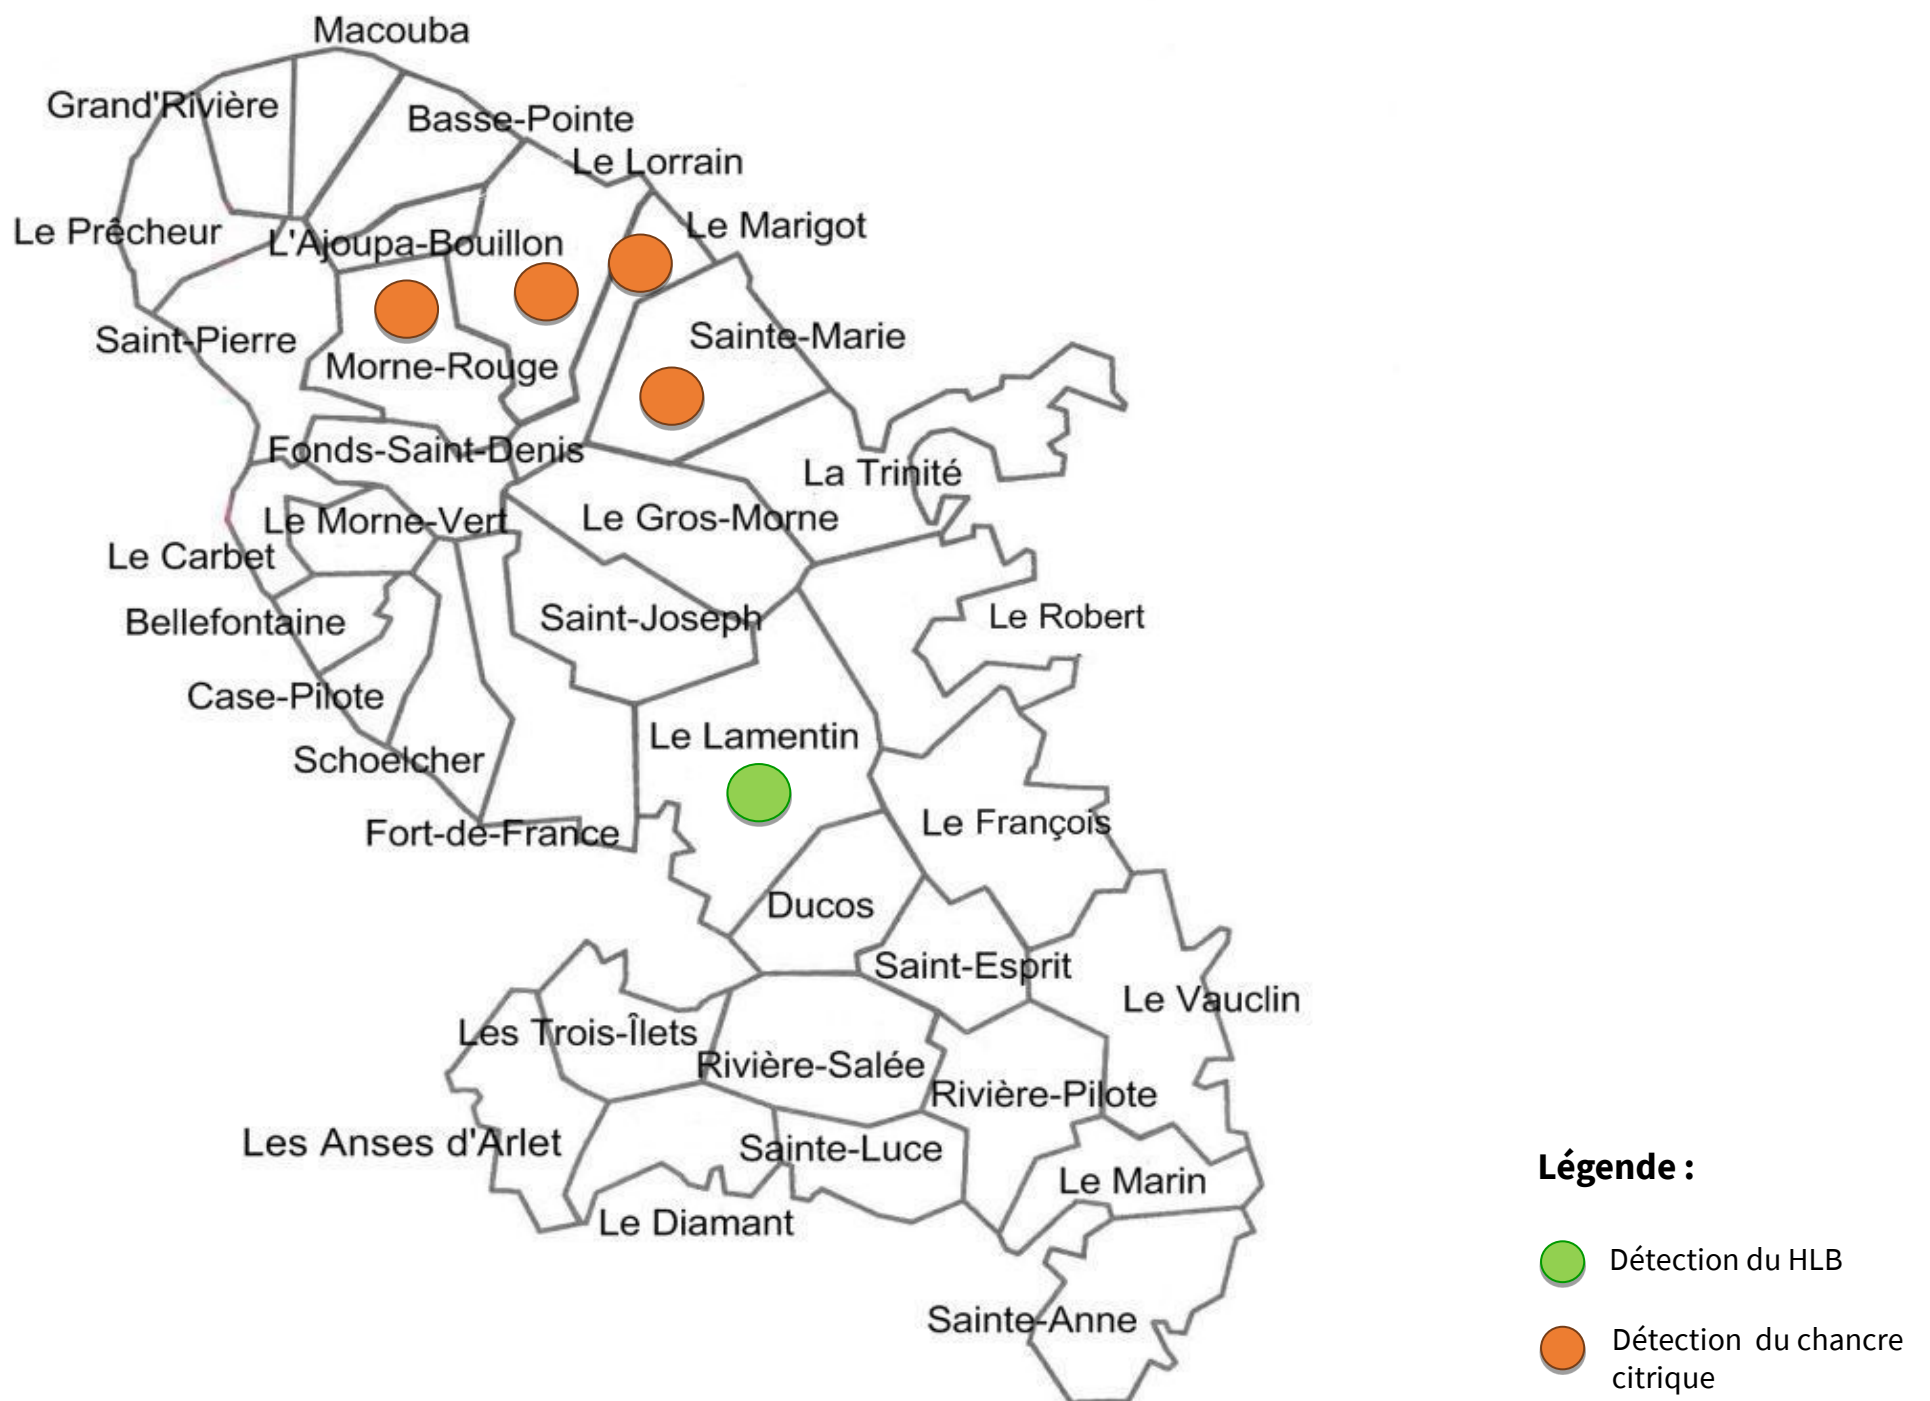 Macouba
Grand'Rivière
Basse-Pointe
Le Lorrain
Le Marigot
Le Prêcheur
L'Ajoupa-Bouillon
Saint-Pierre
Sainte-Marie
Morne-Rouge
Fonds-Saint-Denis
La Trinité
Le Morne-Vert
Le Gros-Morne
Le Carbet
Bellefontaine
Saint-Joseph
Le Robert
Case-Pilote
Le Lamentin
Schoelcher
Fort-de-France
Le François
Ducos
Saint-Esprit
Le Vauclin
Les Trois-Îlets
Rivière-Salée
Rivière-Pilote
Les Anses d'Arlet
Sainte-Luce
Le Marin
Le Diamant
Sainte-Anne
Légende :
Détection du HLB
Détection du chancre
citrique